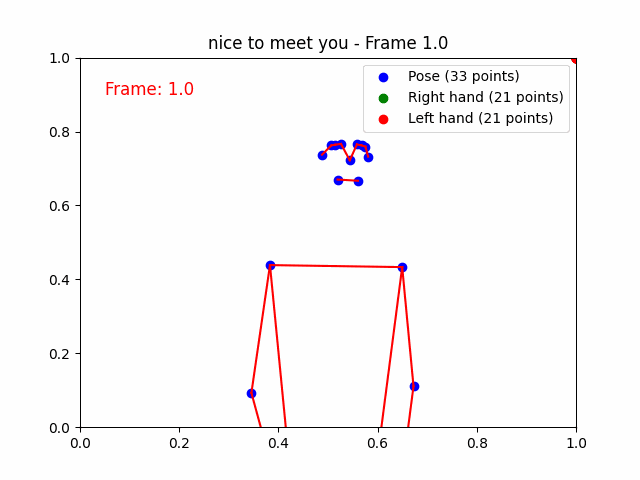 nice to meet you - Frame 1.0
Frame: 1.0
Pose (33 points)
Right hand (21 points)
Left hand (21 points)
1.0
0.8
0.6
0.4
0.2
0.0
0.0 0.2 0.4 0.6 0.8 1.0